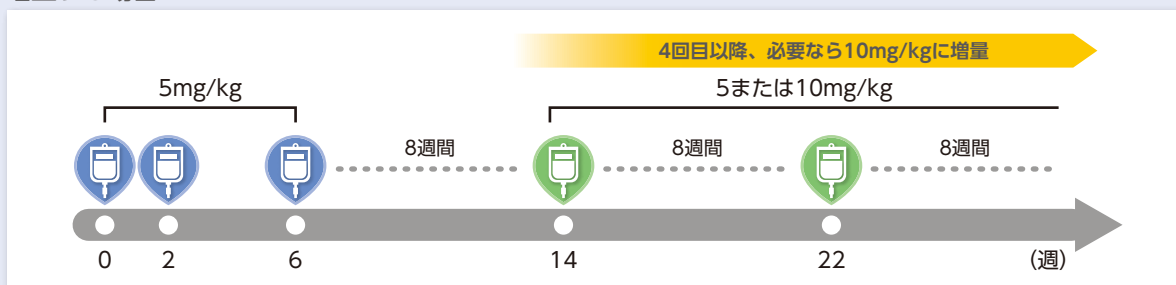 4回目以降、必要なら10mg/kgに増量
5mg/kg
5または10mg/kg
8週間
8週間
8週間
0
2
6
14
22
(週)